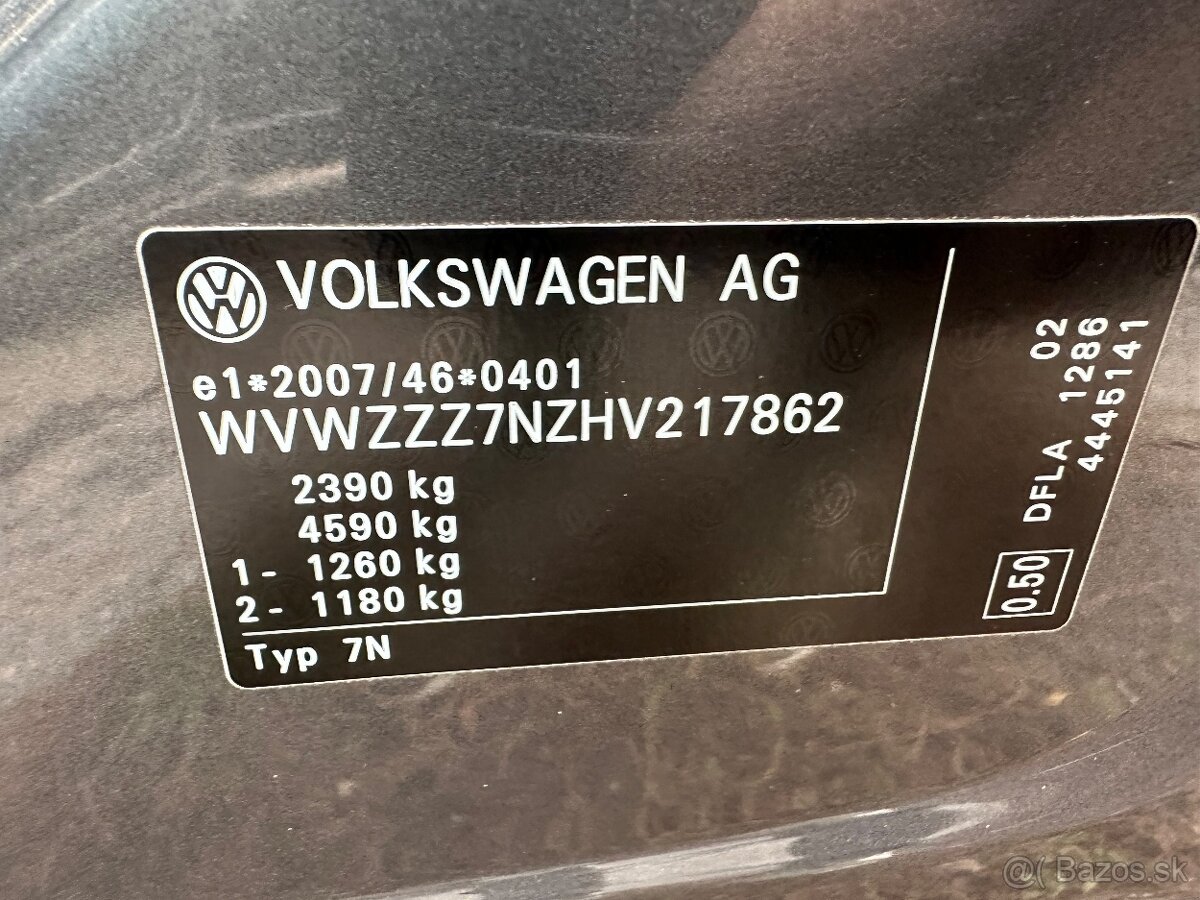 VOLKSWAGEN AG
e1*2007/46*0401
WVWZZZ7NZHV217862
2390 kg
4590 kg
1- 1260 kg
2- 1180 kg
Typ 7N
0.50
DFLA 02
1286
4445141
@( Bazos.sk